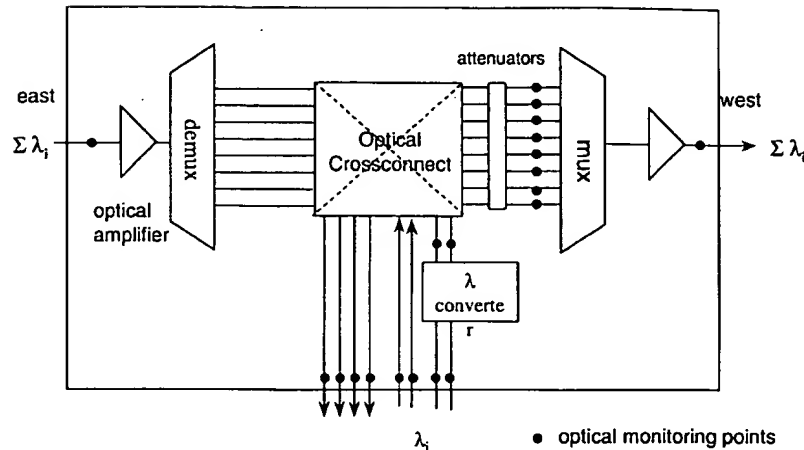 attenuators
east
west
Σ λi
demux
Optical
Crossconnect
mux
Σ λi
optical
amplifier
λ
converte
r
λi
optical monitoring points